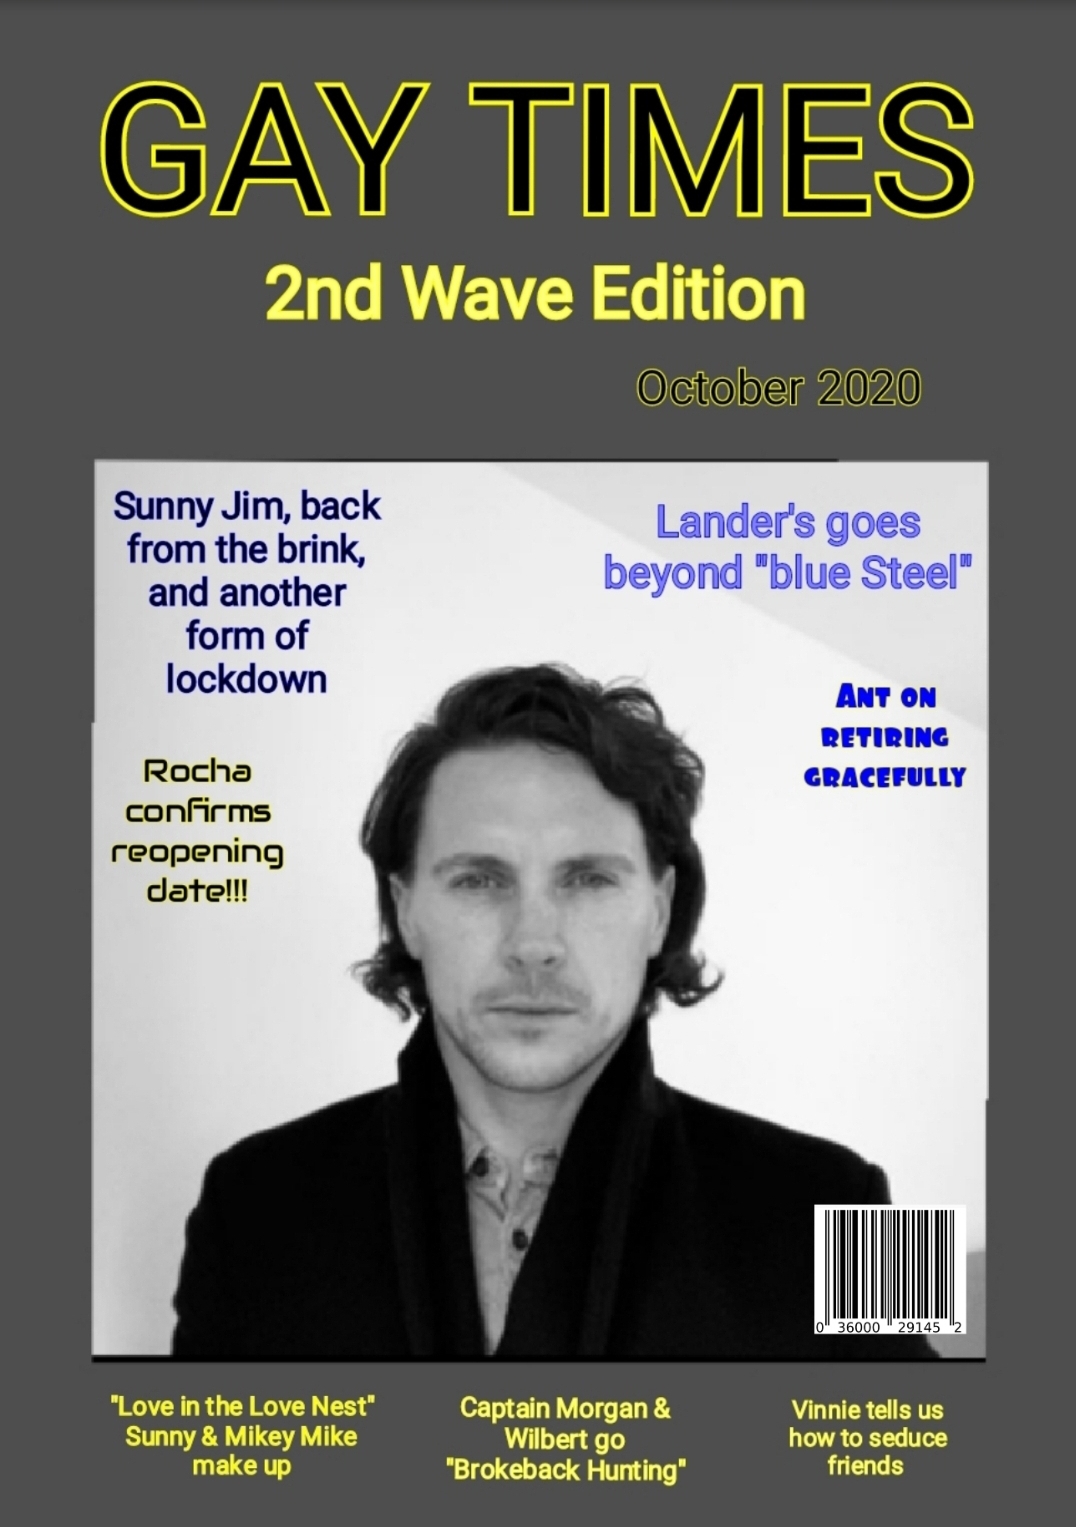 GAY TIMES
2nd Wave Edition
October 2020
Sunny Jim, back
from the brink,
and another
form of
lockdown
Lander's goes
beyond "blue Steel"
ANT ON
RETIRING
GRACEFULLY
Rocha
confirms
reopening
date!!!
0 36000 29145 2
"Love in the Love Nest"
Sunny & Mikey Mike
make up
Captain Morgan &
Wilbert go
"Brokeback Hunting"
Vinnie tells us
how to seduce
friends